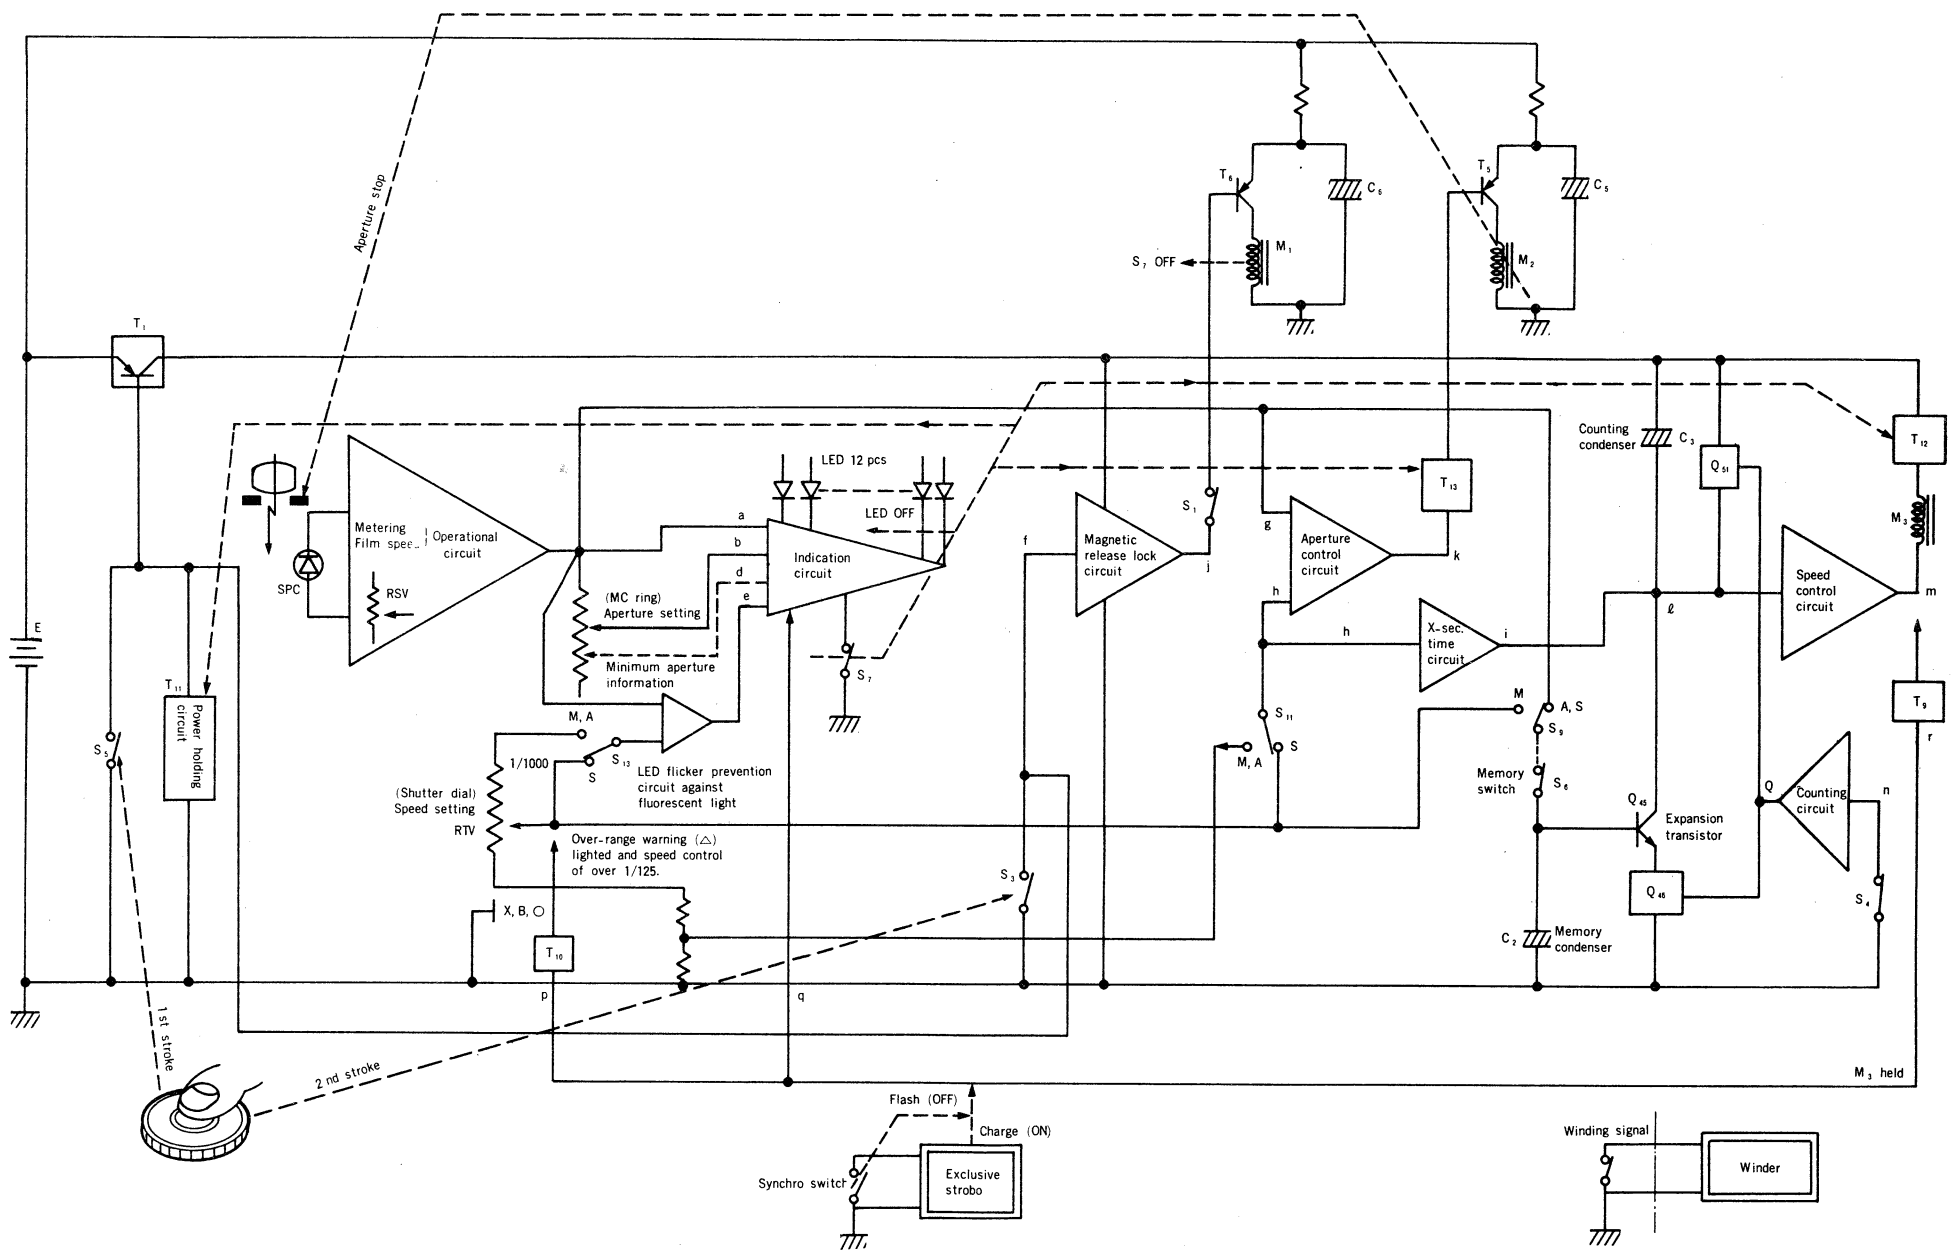 Aperture stop
T₆
C₆
T₅
C₅
S₇ OFF
M₁
M₂
T₁
LED 12 pcs
LED OFF
Counting
condenser
C₃
Q₅₁
T₁₂
T₁₃
M₃
Metering
Film
Operational
circuit
RSV
SPC
a
b
d
e
Indication
circuit
(MC ring)
Aperture setting
Minimum aperture
information
S₇
f
Magnetic
release lock
circuit
j
S₁
g
h
Aperture
control
circuit
k
h
X-sec.
time
circuit
i
ℓ
Speed
control
circuit
m
E
T₁₁
Power holding
circuit
S₅
M, A
1/1000
S
S₁₃
LED flicker prevention
circuit against
fluorescent light
(Shutter dial)
Speed setting
RTV
Over-range warning (△)
lighted and speed control
of over 1/125.
X, B, ○
T₁₀
p
q
S₃
S₁₁
M, A
S
M
A, S
S₉
Memory
switch
S₆
Q₄₅
Expansion
transistor
Q₄₆
C₂
Memory
condenser
Q
Counting
circuit
n
S₄
T₉
r
1st stroke
2 nd stroke
M₃ held
Flash (OFF)
Charge (ON)
Synchro switch
Exclusive
strobo
Winding signal
Winder